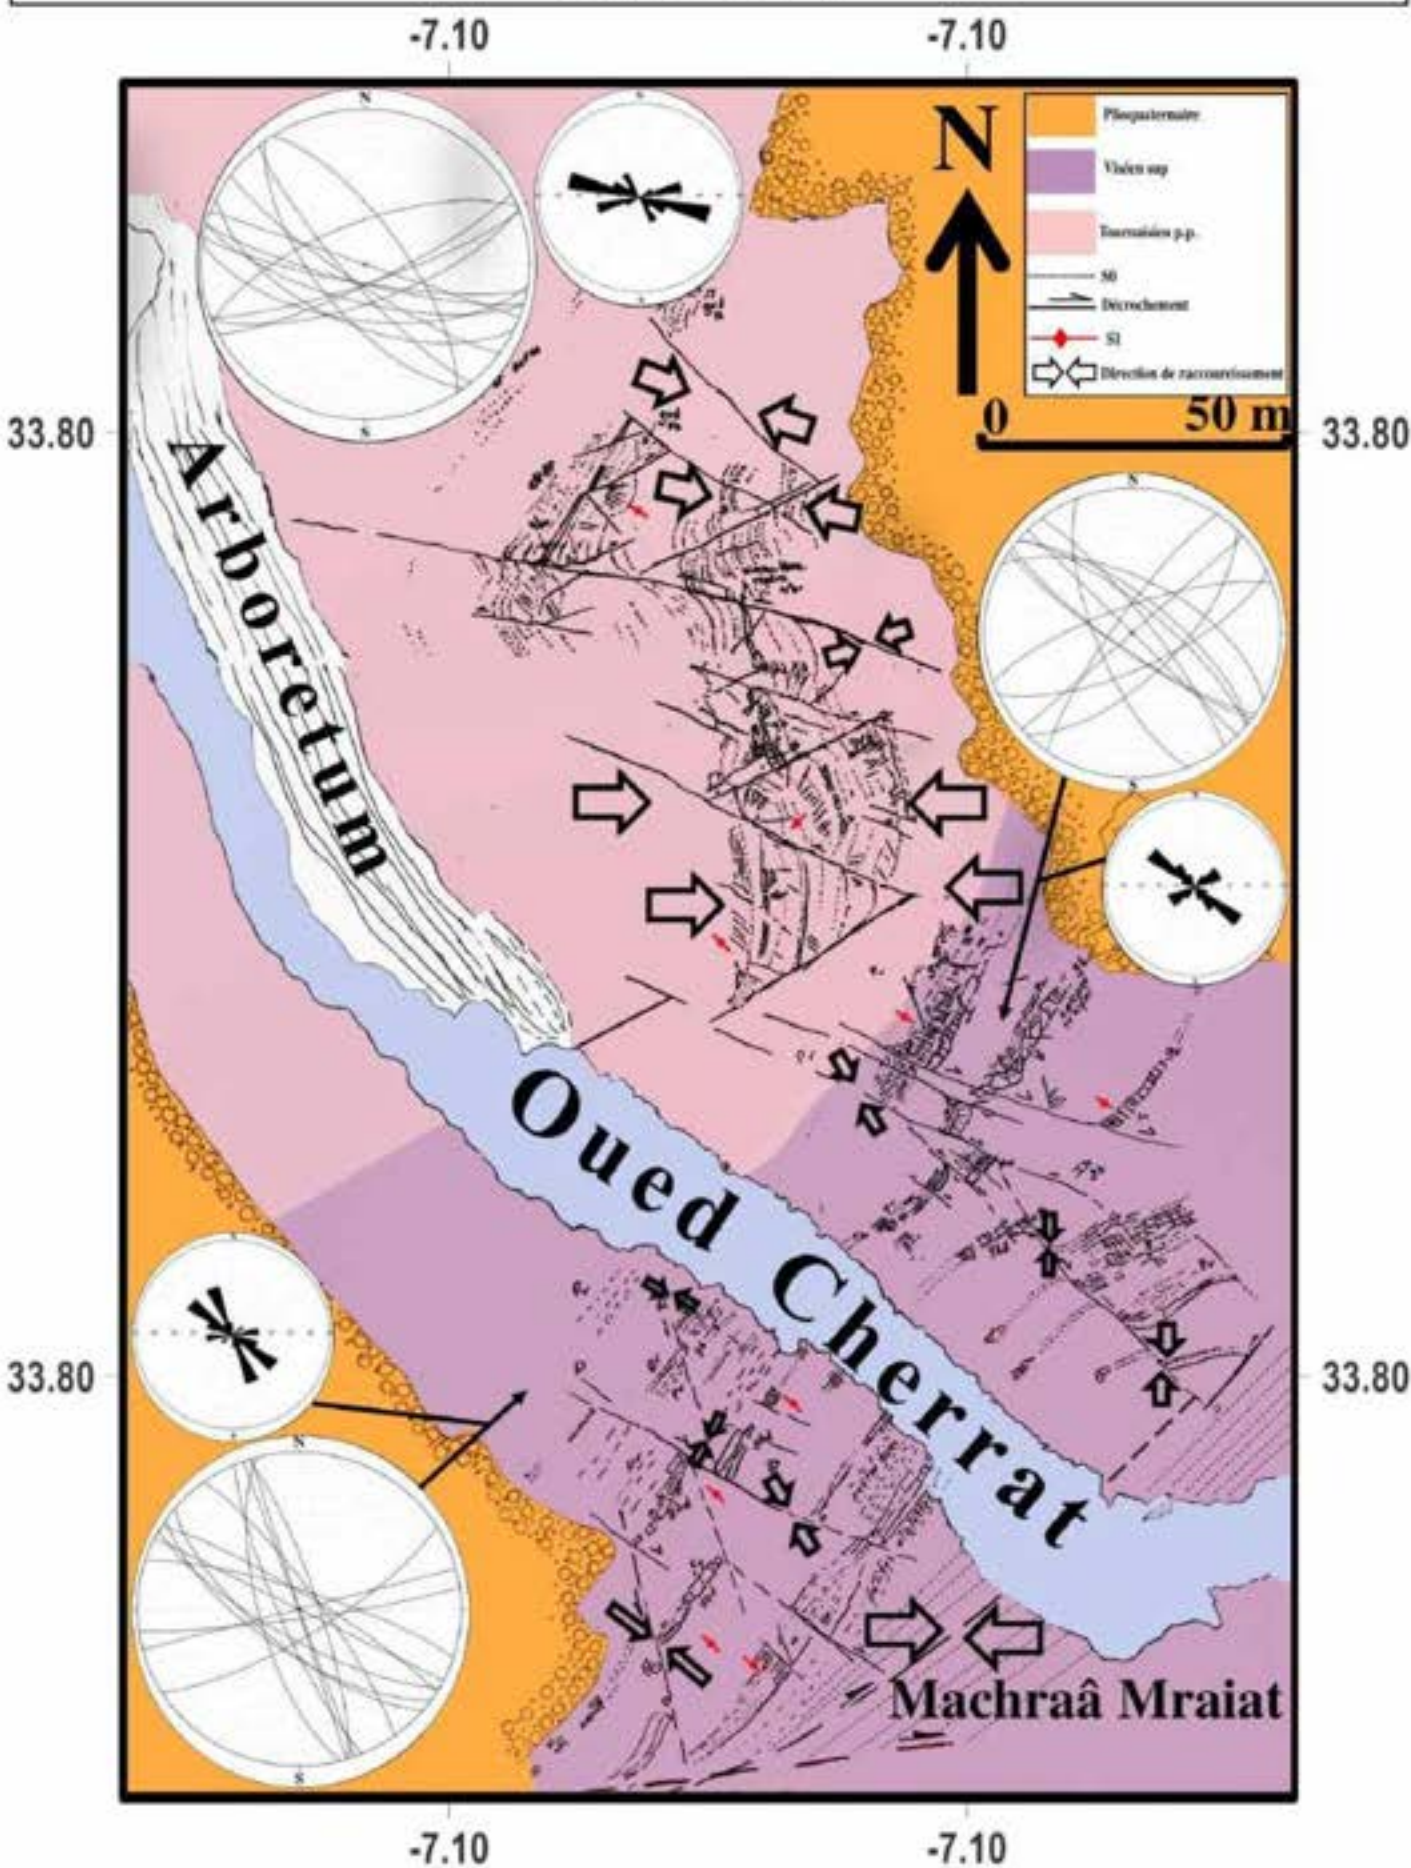 -7.10 -7.10
N
Plioquaternaire
Viséen sup
Tournaisien p.p.
S0
Décrochement
S1
Direction de raccourcissement
0 50 m
33.80 33.80
N
S
N
S
Arboretum
Oued Cherrat
33.80 33.80
N
S
Machraâ Mraiat
-7.10 -7.10